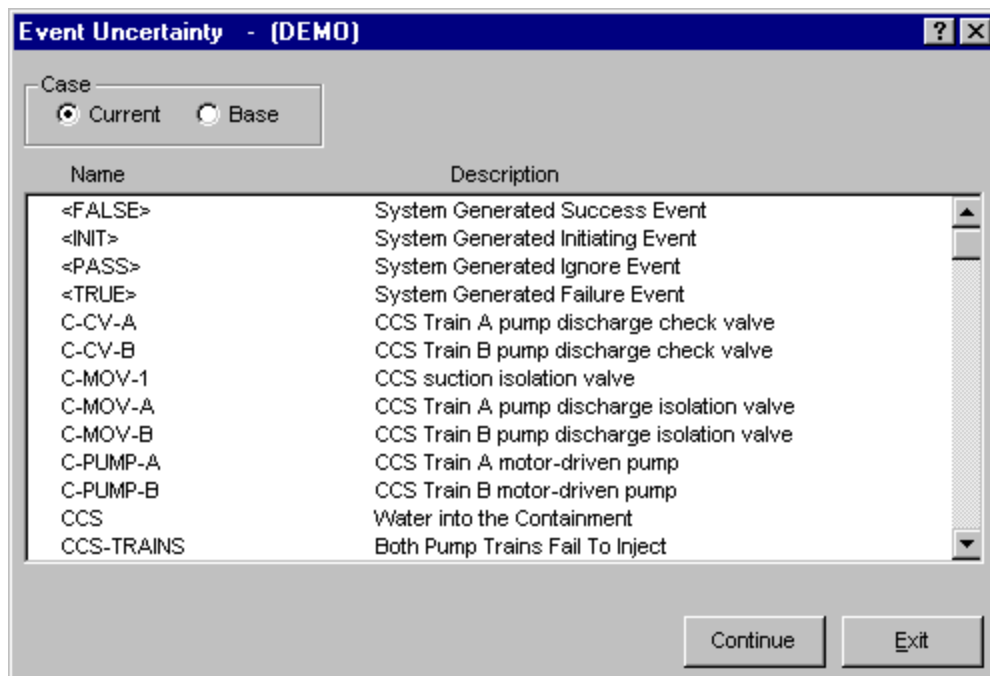 Event Uncertainty - (DEMO)
Case
Current Base
Name Description
<FALSE> System Generated Success Event
<INIT> System Generated Initiating Event
<PASS> System Generated Ignore Event
<TRUE> System Generated Failure Event
C-CV-A CCS Train A pump discharge check valve
C-CV-B CCS Train B pump discharge check valve
C-MOV-1 CCS suction isolation valve
C-MOV-A CCS Train A pump discharge isolation valve
C-MOV-B CCS Train B pump discharge isolation valve
C-PUMP-A CCS Train A motor-driven pump
C-PUMP-B CCS Train B motor-driven pump
CCS Water into the Containment
CCS-TRAINS Both Pump Trains Fail To Inject
Continue Exit